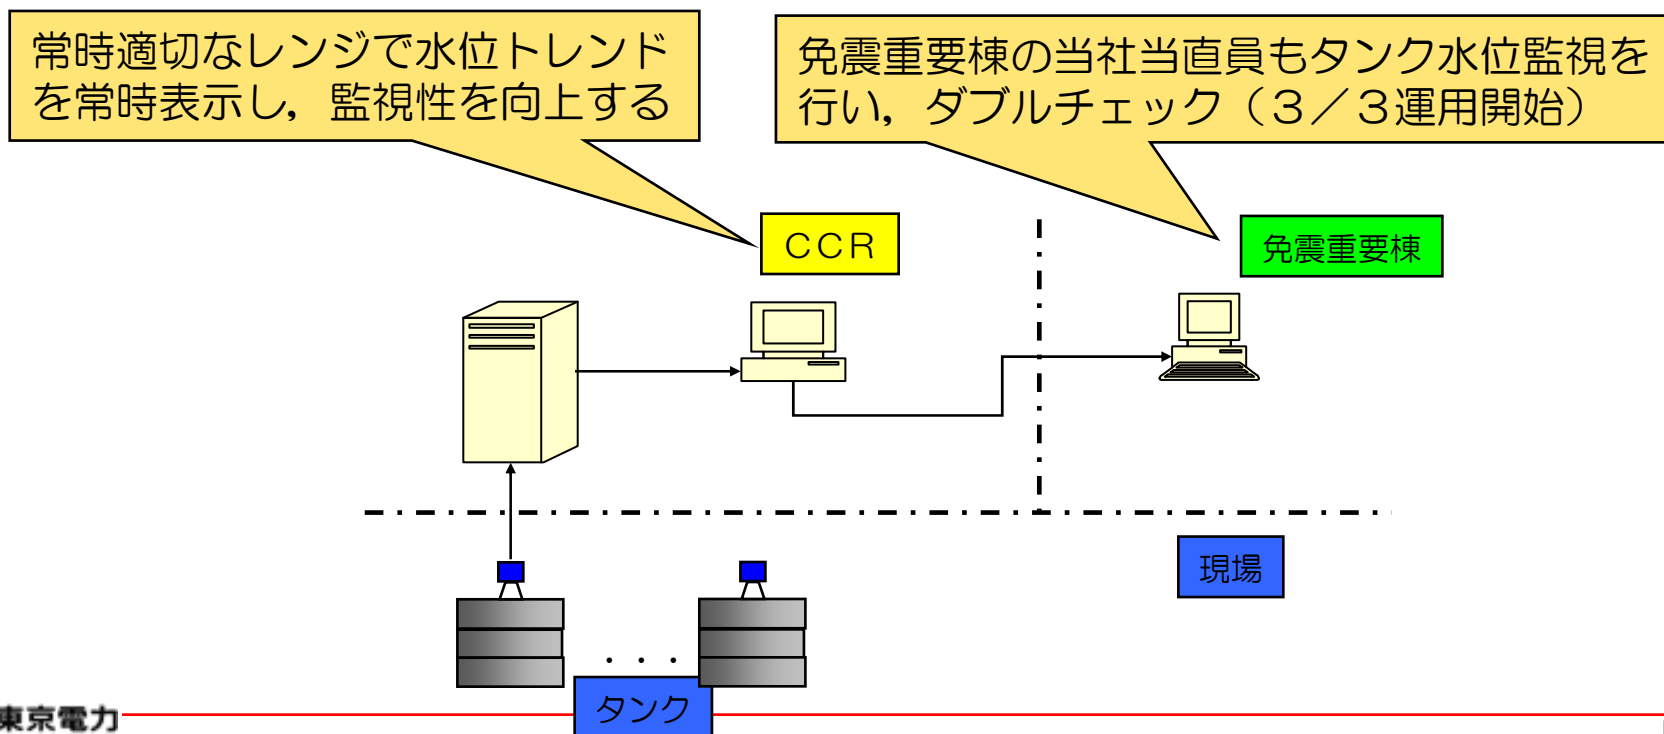 常時適切なレンジで水位トレンド
を常時表示し，監視性を向上する
免震重要棟の当社当直員もタンク水位監視を
行い，ダブルチェック（３／３運用開始）
ＣＣＲ
免震重要棟
現場
・・・
タンク
東京電力